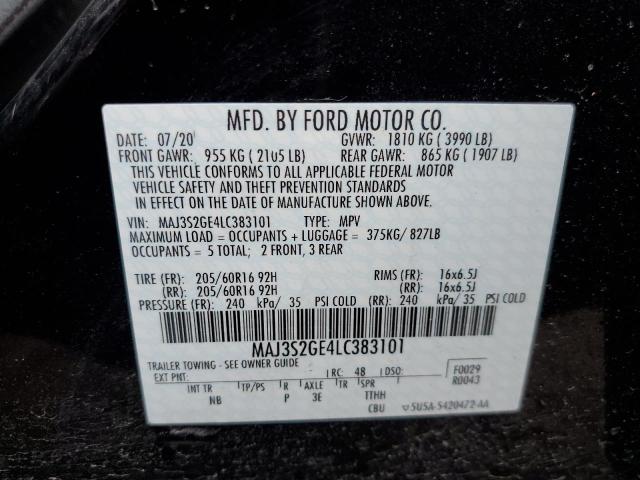 MFD. BY FORD MOTOR CO.
DATE: 07/20 GVWR: 1810 KG ( 3990 LB)
FRONT GAWR: 955 KG ( 2105 LB) REAR GAWR: 865 KG ( 1907 LB)
THIS VEHICLE CONFORMS TO ALL APPLICABLE FEDERAL MOTOR
VEHICLE SAFETY AND THEFT PREVENTION STANDARDS
IN EFFECT ON THE DATE OF MANUFACTURE SHOWN ABOVE.
VIN: MAJ3S2GE4LC383101 TYPE: MPV
MAXIMUM LOAD = OCCUPANTS + LUGGAGE = 375KG/ 827LB
OCCUPANTS = 5 TOTAL; 2 FRONT, 3 REAR
TIRE (FR): 205/60R16 92H RIMS (FR): 16x6.5J
(RR): 205/60R16 92H (RR): 16x6.5J
PRESSURE (FR): 240 kPa/ 35 PSI COLD (RR): 240 kPa/ 35 PSI COLD
MAJ3S2GE4LC383101
TRAILER TOWING - SEE OWNER GUIDE
EXT PNT: RC: 48 DSO: F0029
R0043
INT TR TP/PS R AXLE TR SPR
NB P 3E TTHH
CBU 5U5A-5420472-AA